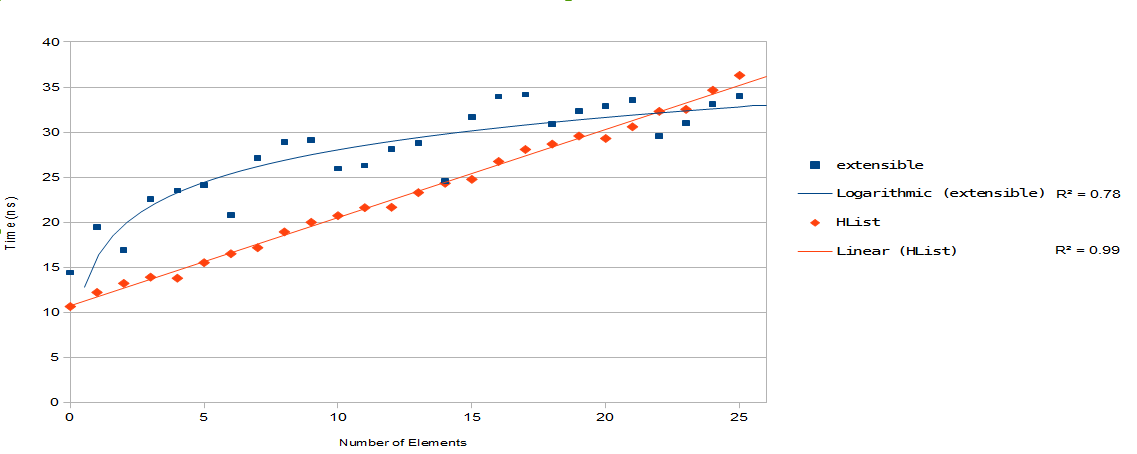 40
35
30
25
20
15
10
5
0
Time(ns)
0 5 10 15 20 25
Number of Elements
extensible
Logarithmic (extensible) R² = 0.78
HList
Linear (HList) R² = 0.99